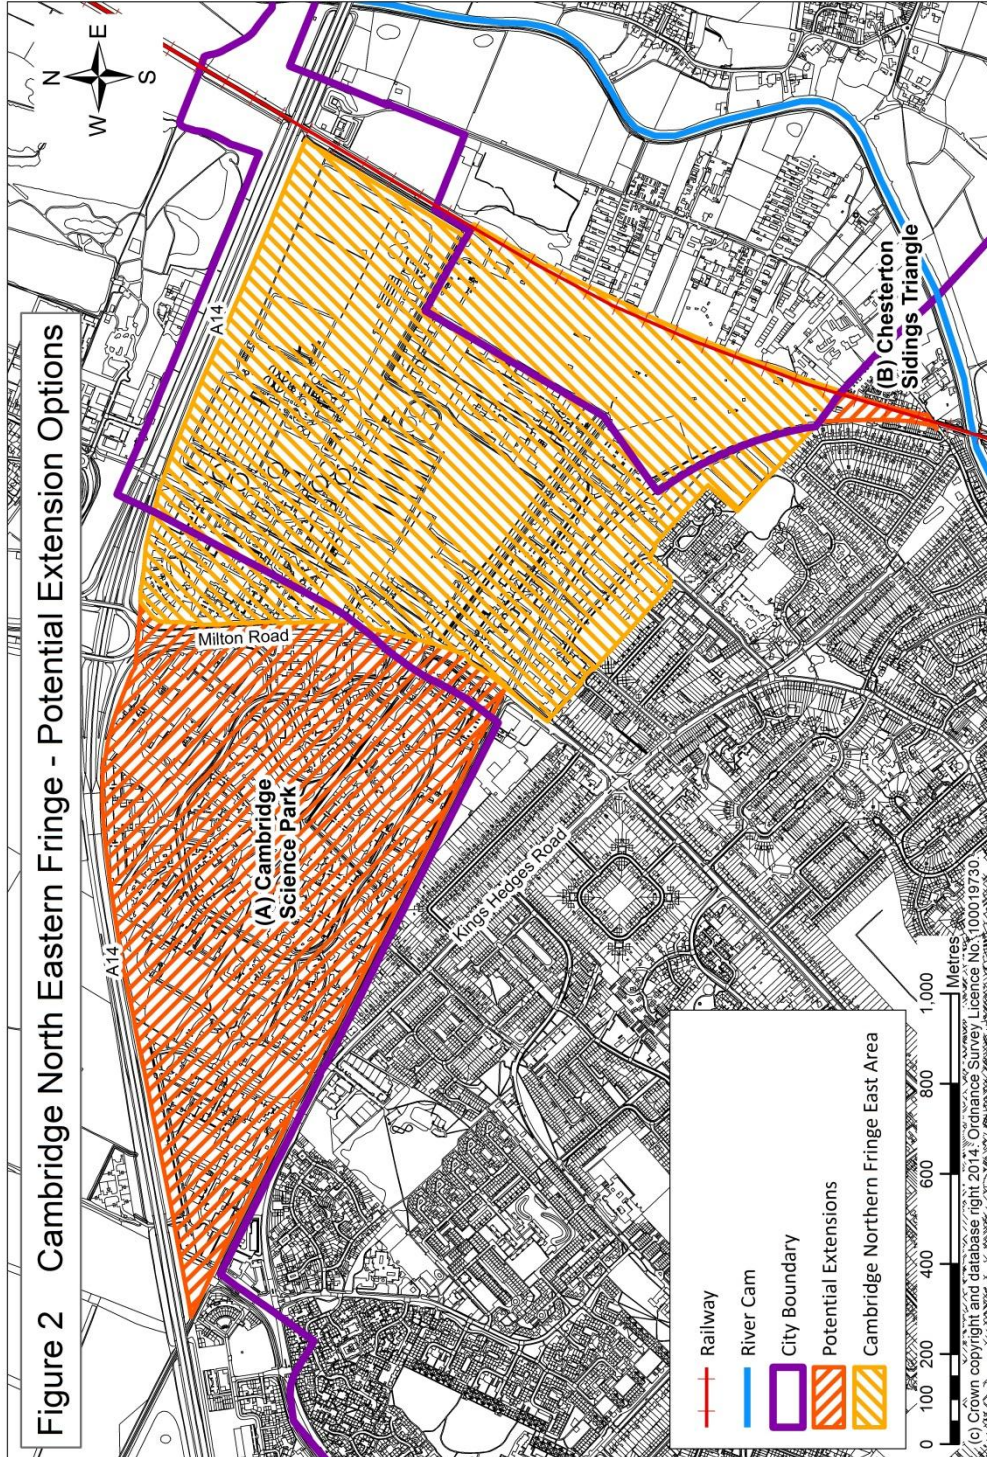 Figure 2 Cambridge North Eastern Fringe - Potential Extension Options
N
W E
S
A14
A14
Milton Road
(A) Cambridge
Science Park
Kings Hedges Road
(B) Chesterton
Sidings Triangle
Railway
River Cam
City Boundary
Potential Extensions
Cambridge Northern Fringe East Area
0 100 200 400 600 800 1,000
Metres
(c) Crown copyright and database right 2014. Ordnance Survey Licence No. 100019730.